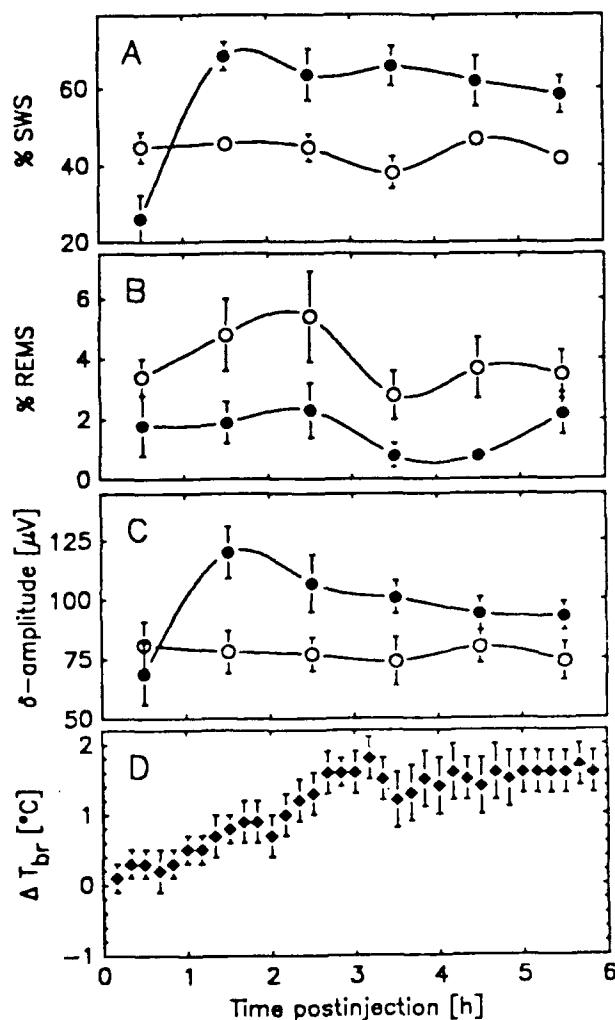 A
% SWS
60
40
20
B
% REMS
6
4
2
0
C
δ-amplitude [μV]
125
100
75
50
D
Δ T_br [°C]
2
1
0
-1
0 1 2 3 4 5 6
Time postinjection [h]